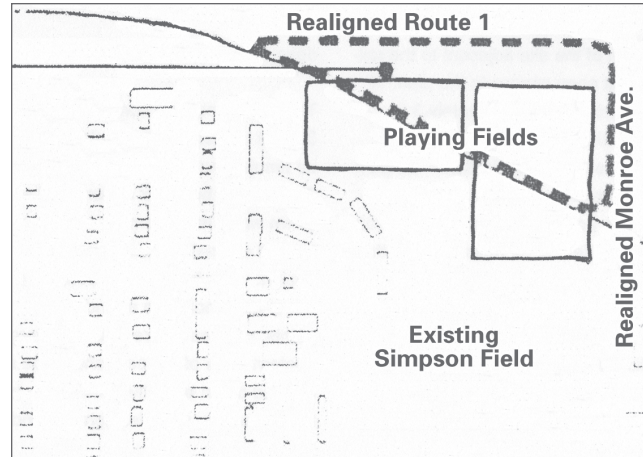 Realigned Route 1
Playing Fields
Realigned Monroe Ave.
Existing
Simpson Field